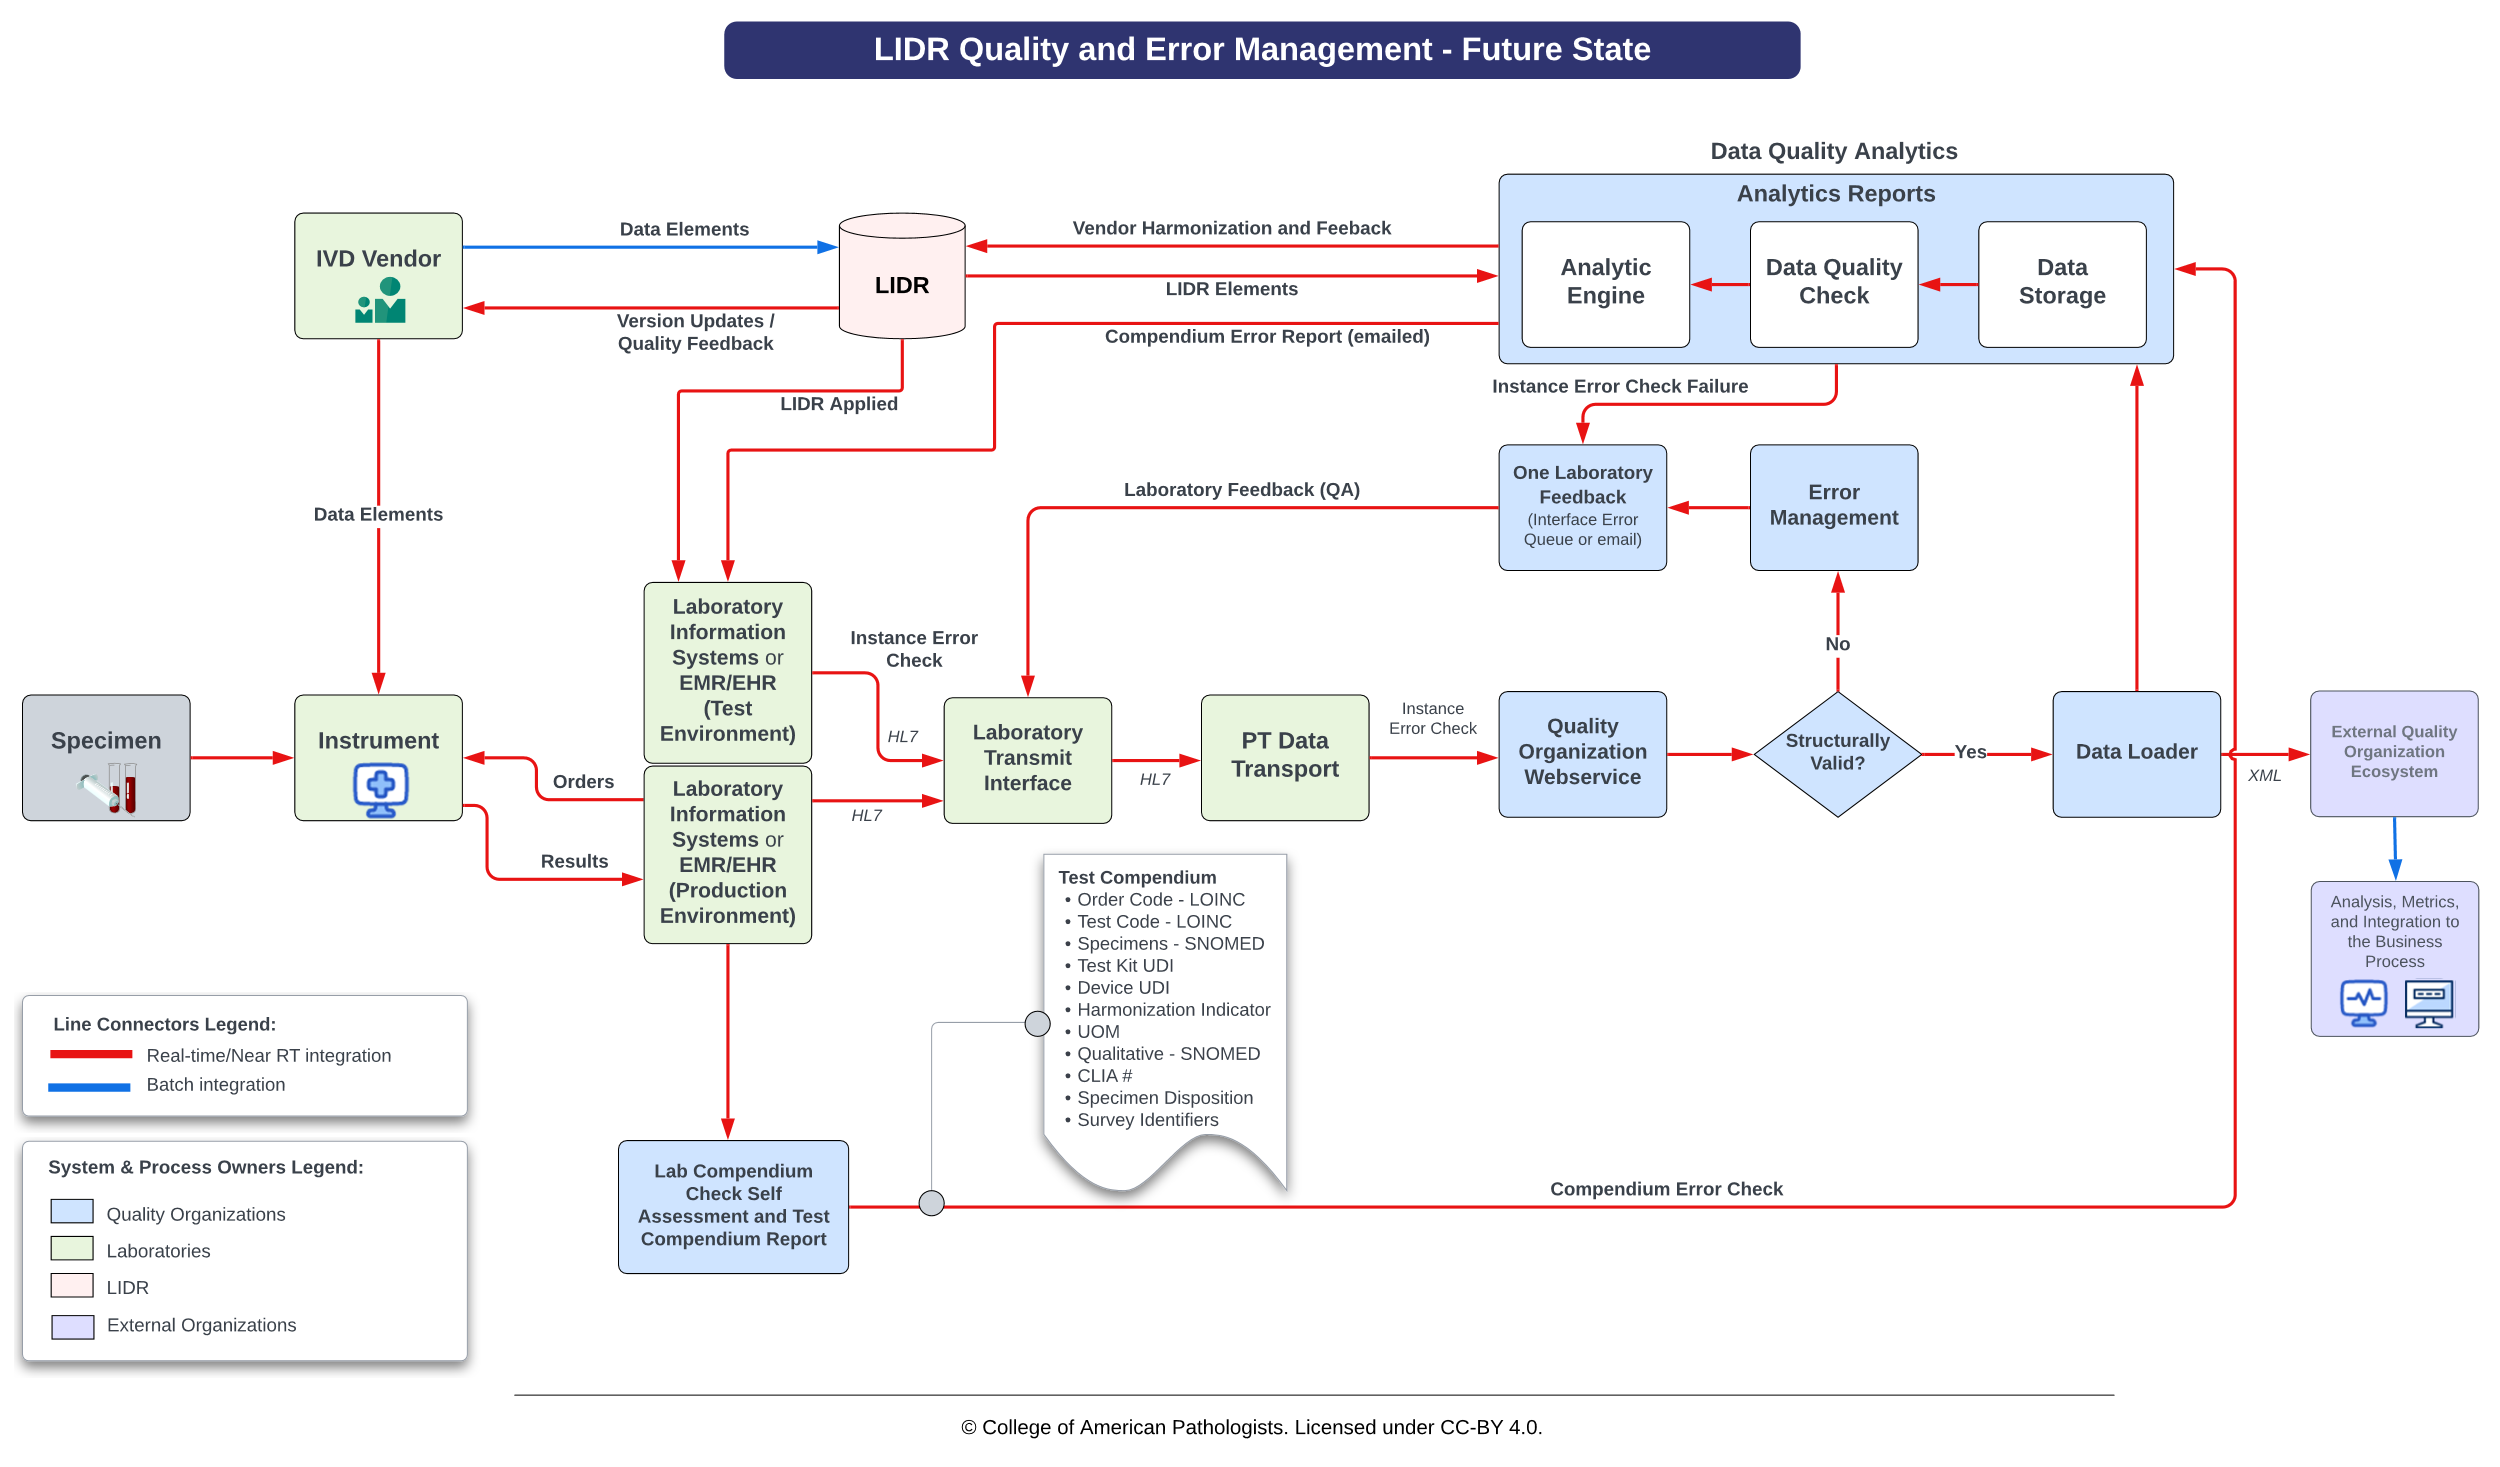 LIDR Quality and Error Management - Future State
Data Quality Analytics
Analytics Reports
Analytic
Engine
Data Quality
Check
Data
Storage
IVD Vendor
Data Elements
LIDR
Vendor Harmonization and Feeback
LIDR Elements
Version Updates /
Quality Feedback
Compendium Error Report (emailed)
LIDR Applied
Instance Error Check Failure
One Laboratory
Feedback
(Interface Error
Queue or email)
Error
Management
Laboratory Feedback (QA)
Data Elements
Laboratory
Information
Systems or
EMR/EHR
(Test
Environment)
Instance Error
Check
HL7
No
Specimen
Instrument
Orders
Results
Laboratory
Information
Systems or
EMR/EHR
(Production
Environment)
HL7
Laboratory
Transmit
Interface
HL7
PT Data
Transport
Instance
Error Check
Quality
Organization
Webservice
Structurally
Valid?
Yes
Data Loader
XML
External Quality
Organization
Ecosystem
Analysis, Metrics,
and Integration to
the Business
Process
Test Compendium
• Order Code - LOINC
• Test Code - LOINC
• Specimens - SNOMED
• Test Kit UDI
• Device UDI
• Harmonization Indicator
• UOM
• Qualitative - SNOMED
• CLIA #
• Specimen Disposition
• Survey Identifiers
Line Connectors Legend:
Real-time/Near RT integration
Batch integration
System & Process Owners Legend:
Quality Organizations
Laboratories
LIDR
External Organizations
Lab Compendium
Check Self
Assessment and Test
Compendium Report
Compendium Error Check
© College of American Pathologists. Licensed under CC-BY 4.0.